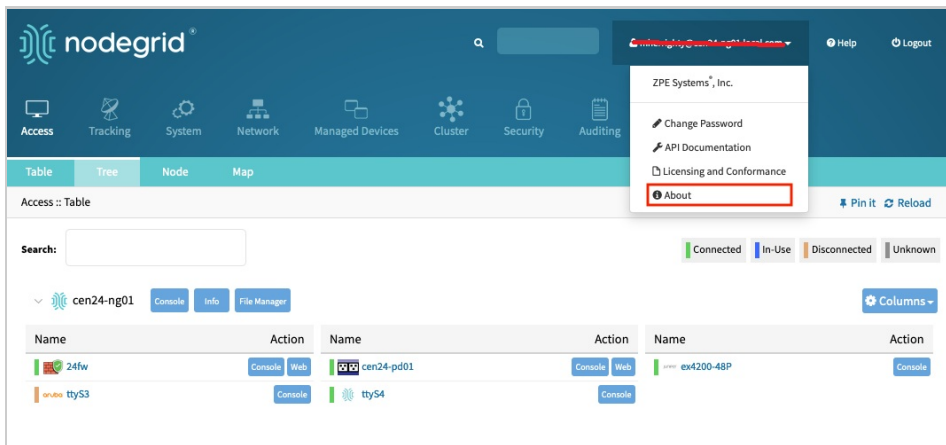 nodegrid®
Help
Logout
ZPE Systems®, Inc.
Change Password
API Documentation
Licensing and Conformance
About
Access
Tracking
System
Network
Managed Devices
Cluster
Security
Auditing
Table
Tree
Node
Map
Access :: Table
Pin it
Reload
Search:
Connected
In-Use
Disconnected
Unknown
cen24-ng01
Console
Info
File Manager
Columns
Name Action Name Action Name Action
24fw Console Web cen24-pd01 Console Web ex4200-48P Console
aruba ttyS3 Console ttyS4 Console